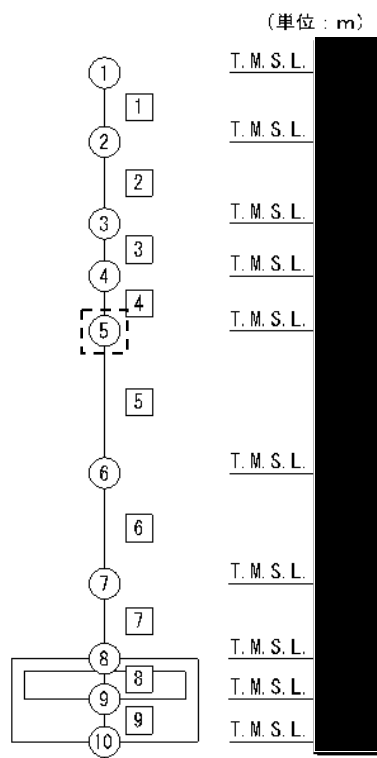 (単位:m)
① T.M.S.L.
1
② T.M.S.L.
2
③ T.M.S.L.
3
④ T.M.S.L.
4
⑤ T.M.S.L.
5
⑥ T.M.S.L.
6
⑦ T.M.S.L.
7
⑧ T.M.S.L.
8
⑨ T.M.S.L.
9
⑩ T.M.S.L.